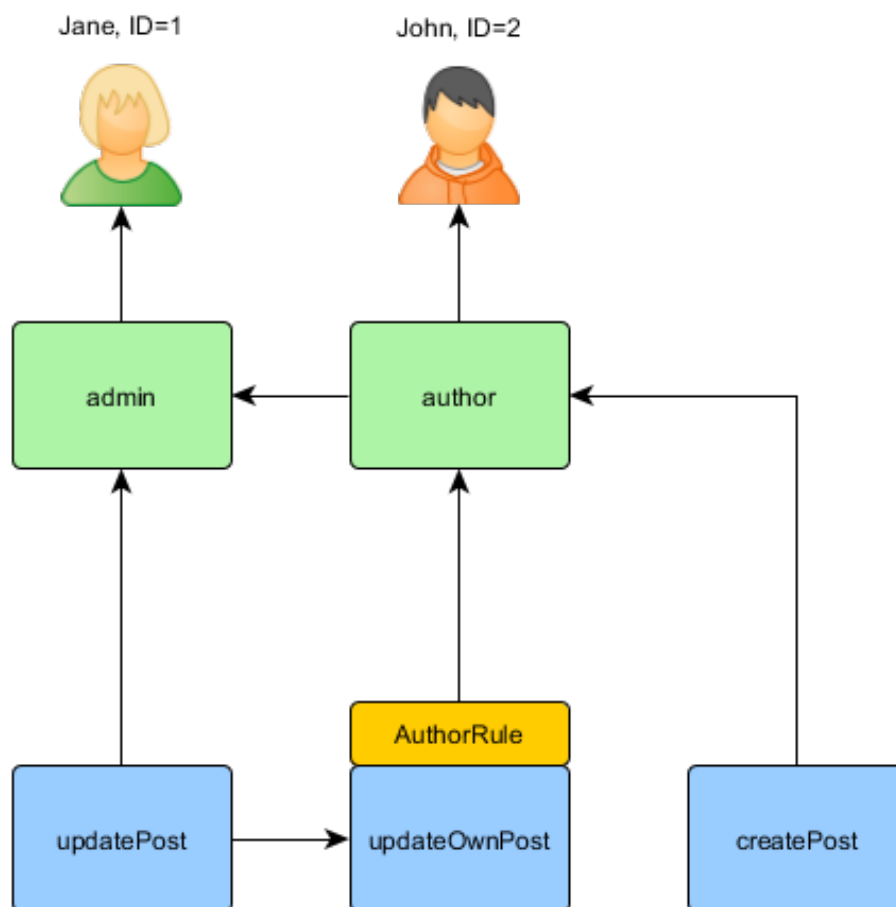 Jane, ID=1
John, ID=2
admin
author
AuthorRule
updatePost
updateOwnPost
createPost